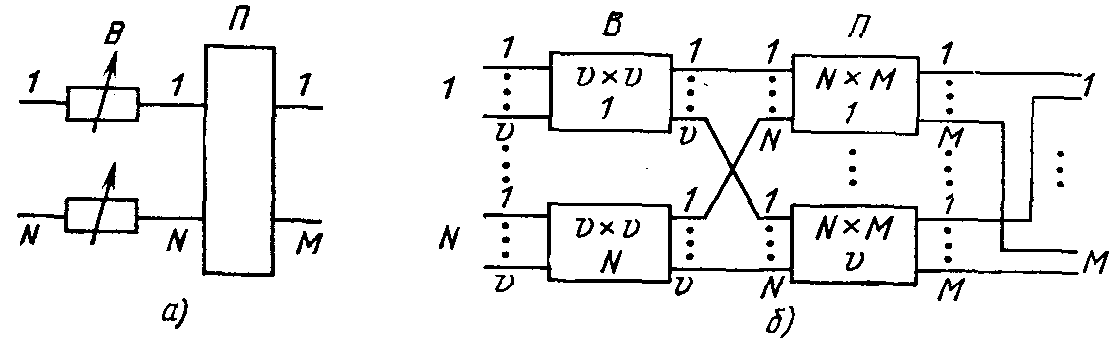 В П
1 1 1
N N M
а)
В П
1 1 1 1
1 υ×υ N×M 1
1 1
υ υ N M
1 1 1 1
N υ×υ N×M M
N υ
υ υ N M
б)